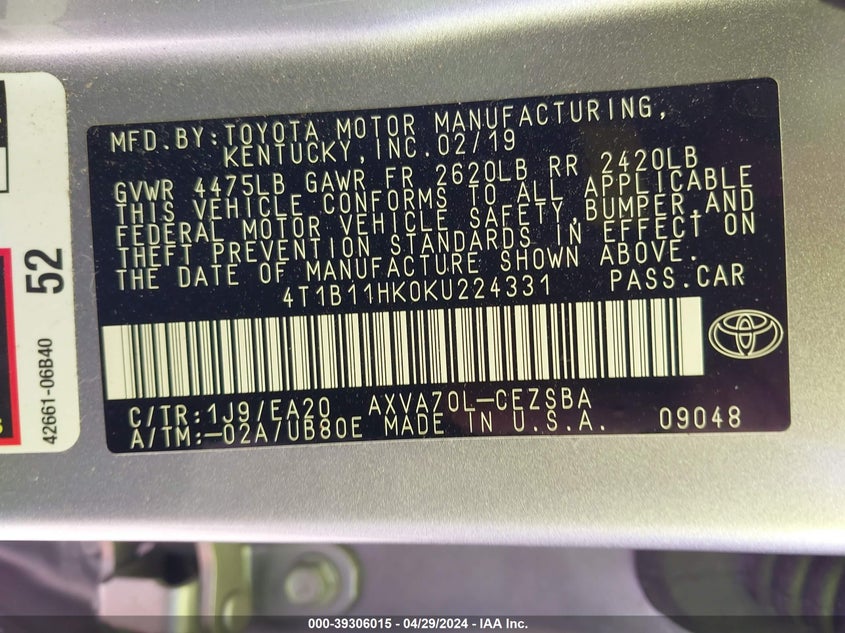 MFD.BY:TOYOTA MOTOR MANUFACTURING,
KENTUCKY,INC.02/19
GVWR 4475LB GAWR FR 2620LB RR 2420LB
THIS VEHICLE CONFORMS TO ALL APPLICABLE
FEDERAL MOTOR VEHICLE SAFETY,BUMPER,AND
THEFT PREVENTION STANDARDS IN EFFECT ON
THE DATE OF MANUFACTURE SHOWN ABOVE.
4T1B11HK0KU224331 PASS.CAR
C/TR:1J9/EA20 AXVA70L-CEZSBA
A/TM:-02A/UB80E MADE IN U.S.A. 09048
52
42661-06B40
000-39306015 - 04/29/2024 - IAA Inc.